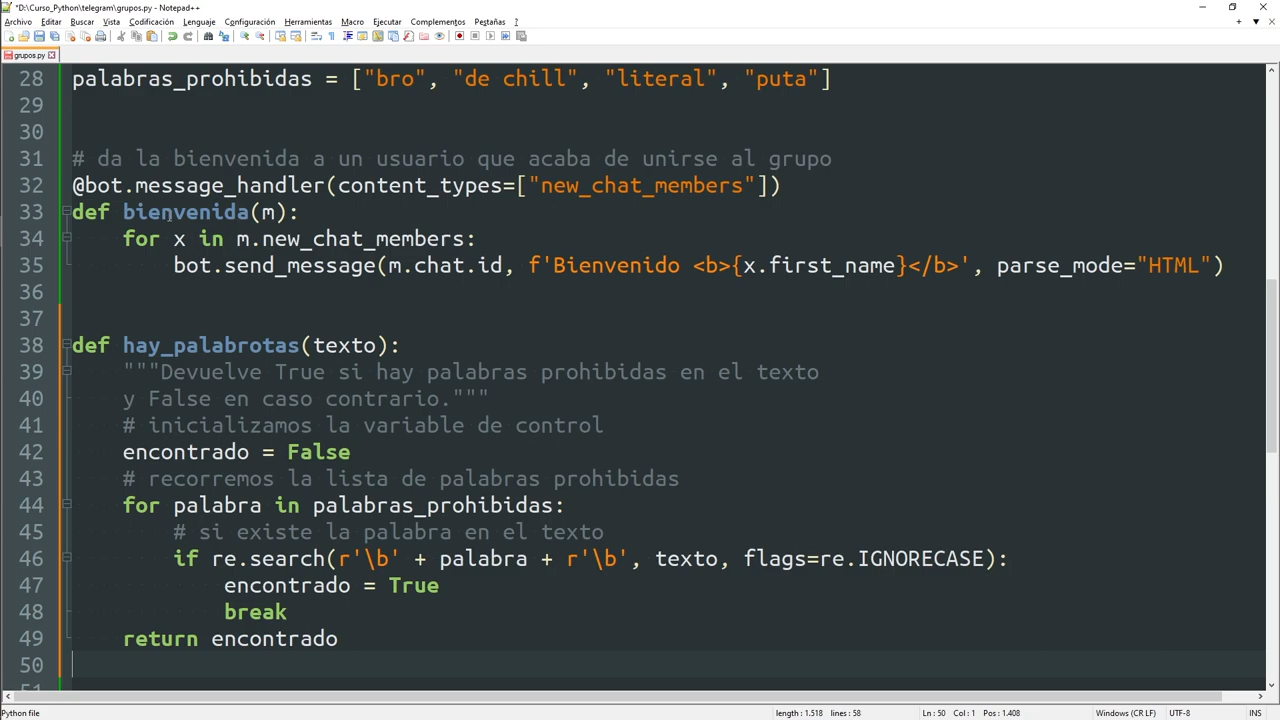 *D:\Curso_Python\telegram\grupos.py - Notepad++
Archivo Editar Buscar Vista Codificación Lenguaje Configuración Herramientas Macro Ejecutar Complementos Pestañas ?
grupos.py
28 palabras_prohibidas = ["bro", "de chill", "literal", "puta"]
29
30
31 # da la bienvenida a un usuario que acaba de unirse al grupo
32 @bot.message_handler(content_types=["new_chat_members"])
33 def bienvenida(m):
34 for x in m.new_chat_members:
35 bot.send_message(m.chat.id, f'Bienvenido <b>{x.first_name}</b>', parse_mode="HTML")
36
37
38 def hay_palabrotas(texto):
39 """Devuelve True si hay palabras prohibidas en el texto
40 y False en caso contrario."""
41 # inicializamos la variable de control
42 encontrado = False
43 # recorremos la lista de palabras prohibidas
44 for palabra in palabras_prohibidas:
45 # si existe la palabra en el texto
46 if re.search(r'\b' + palabra + r'\b', texto, flags=re.IGNORECASE):
47 encontrado = True
48 break
49 return encontrado
50
51
Python file length : 1.518 lines : 58 Ln : 50 Col : 1 Pos : 1.408 Windows (CR LF) UTF-8 INS